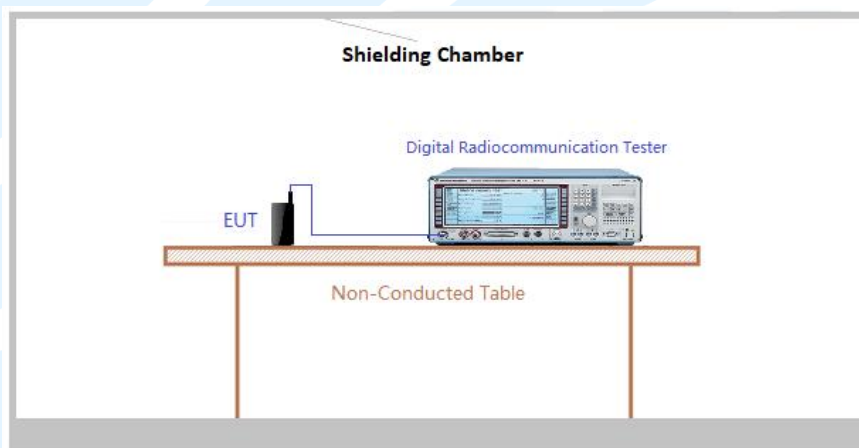 Shielding Chamber
Digital Radiocommunication Tester
EUT
Non-Conducted Table